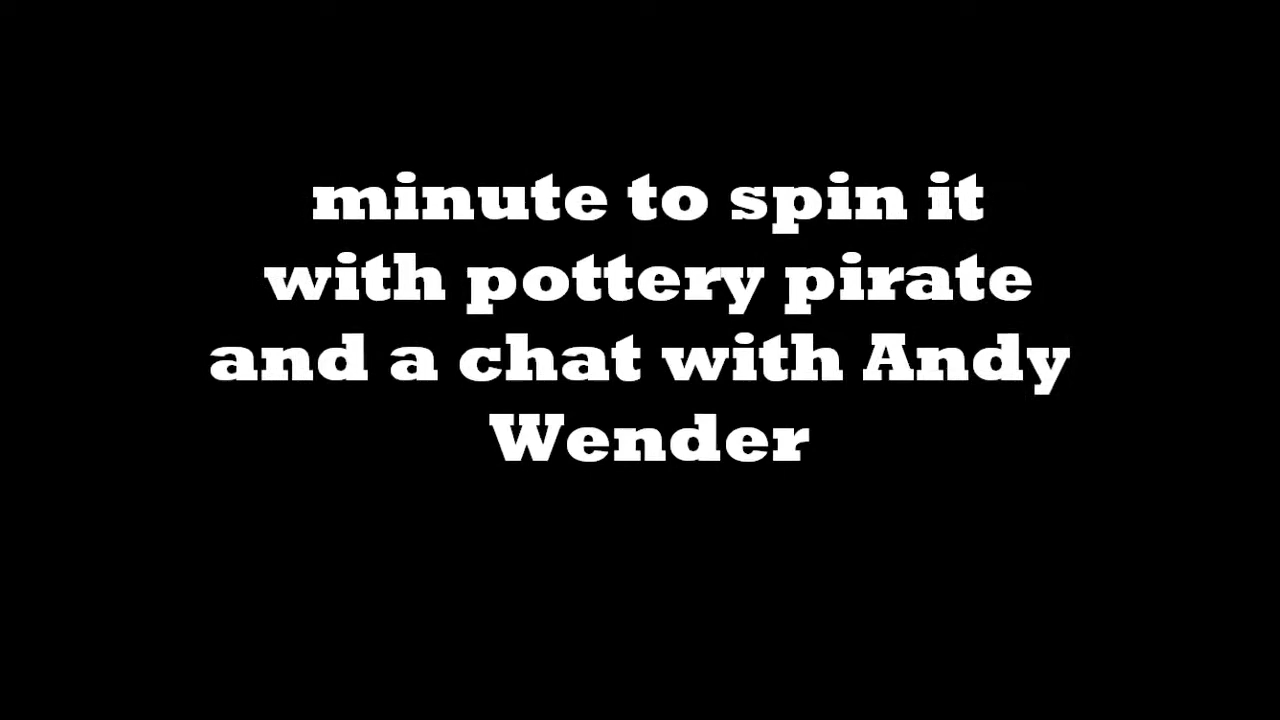 minute to spin it
with pottery pirate
and a chat with Andy
Wender